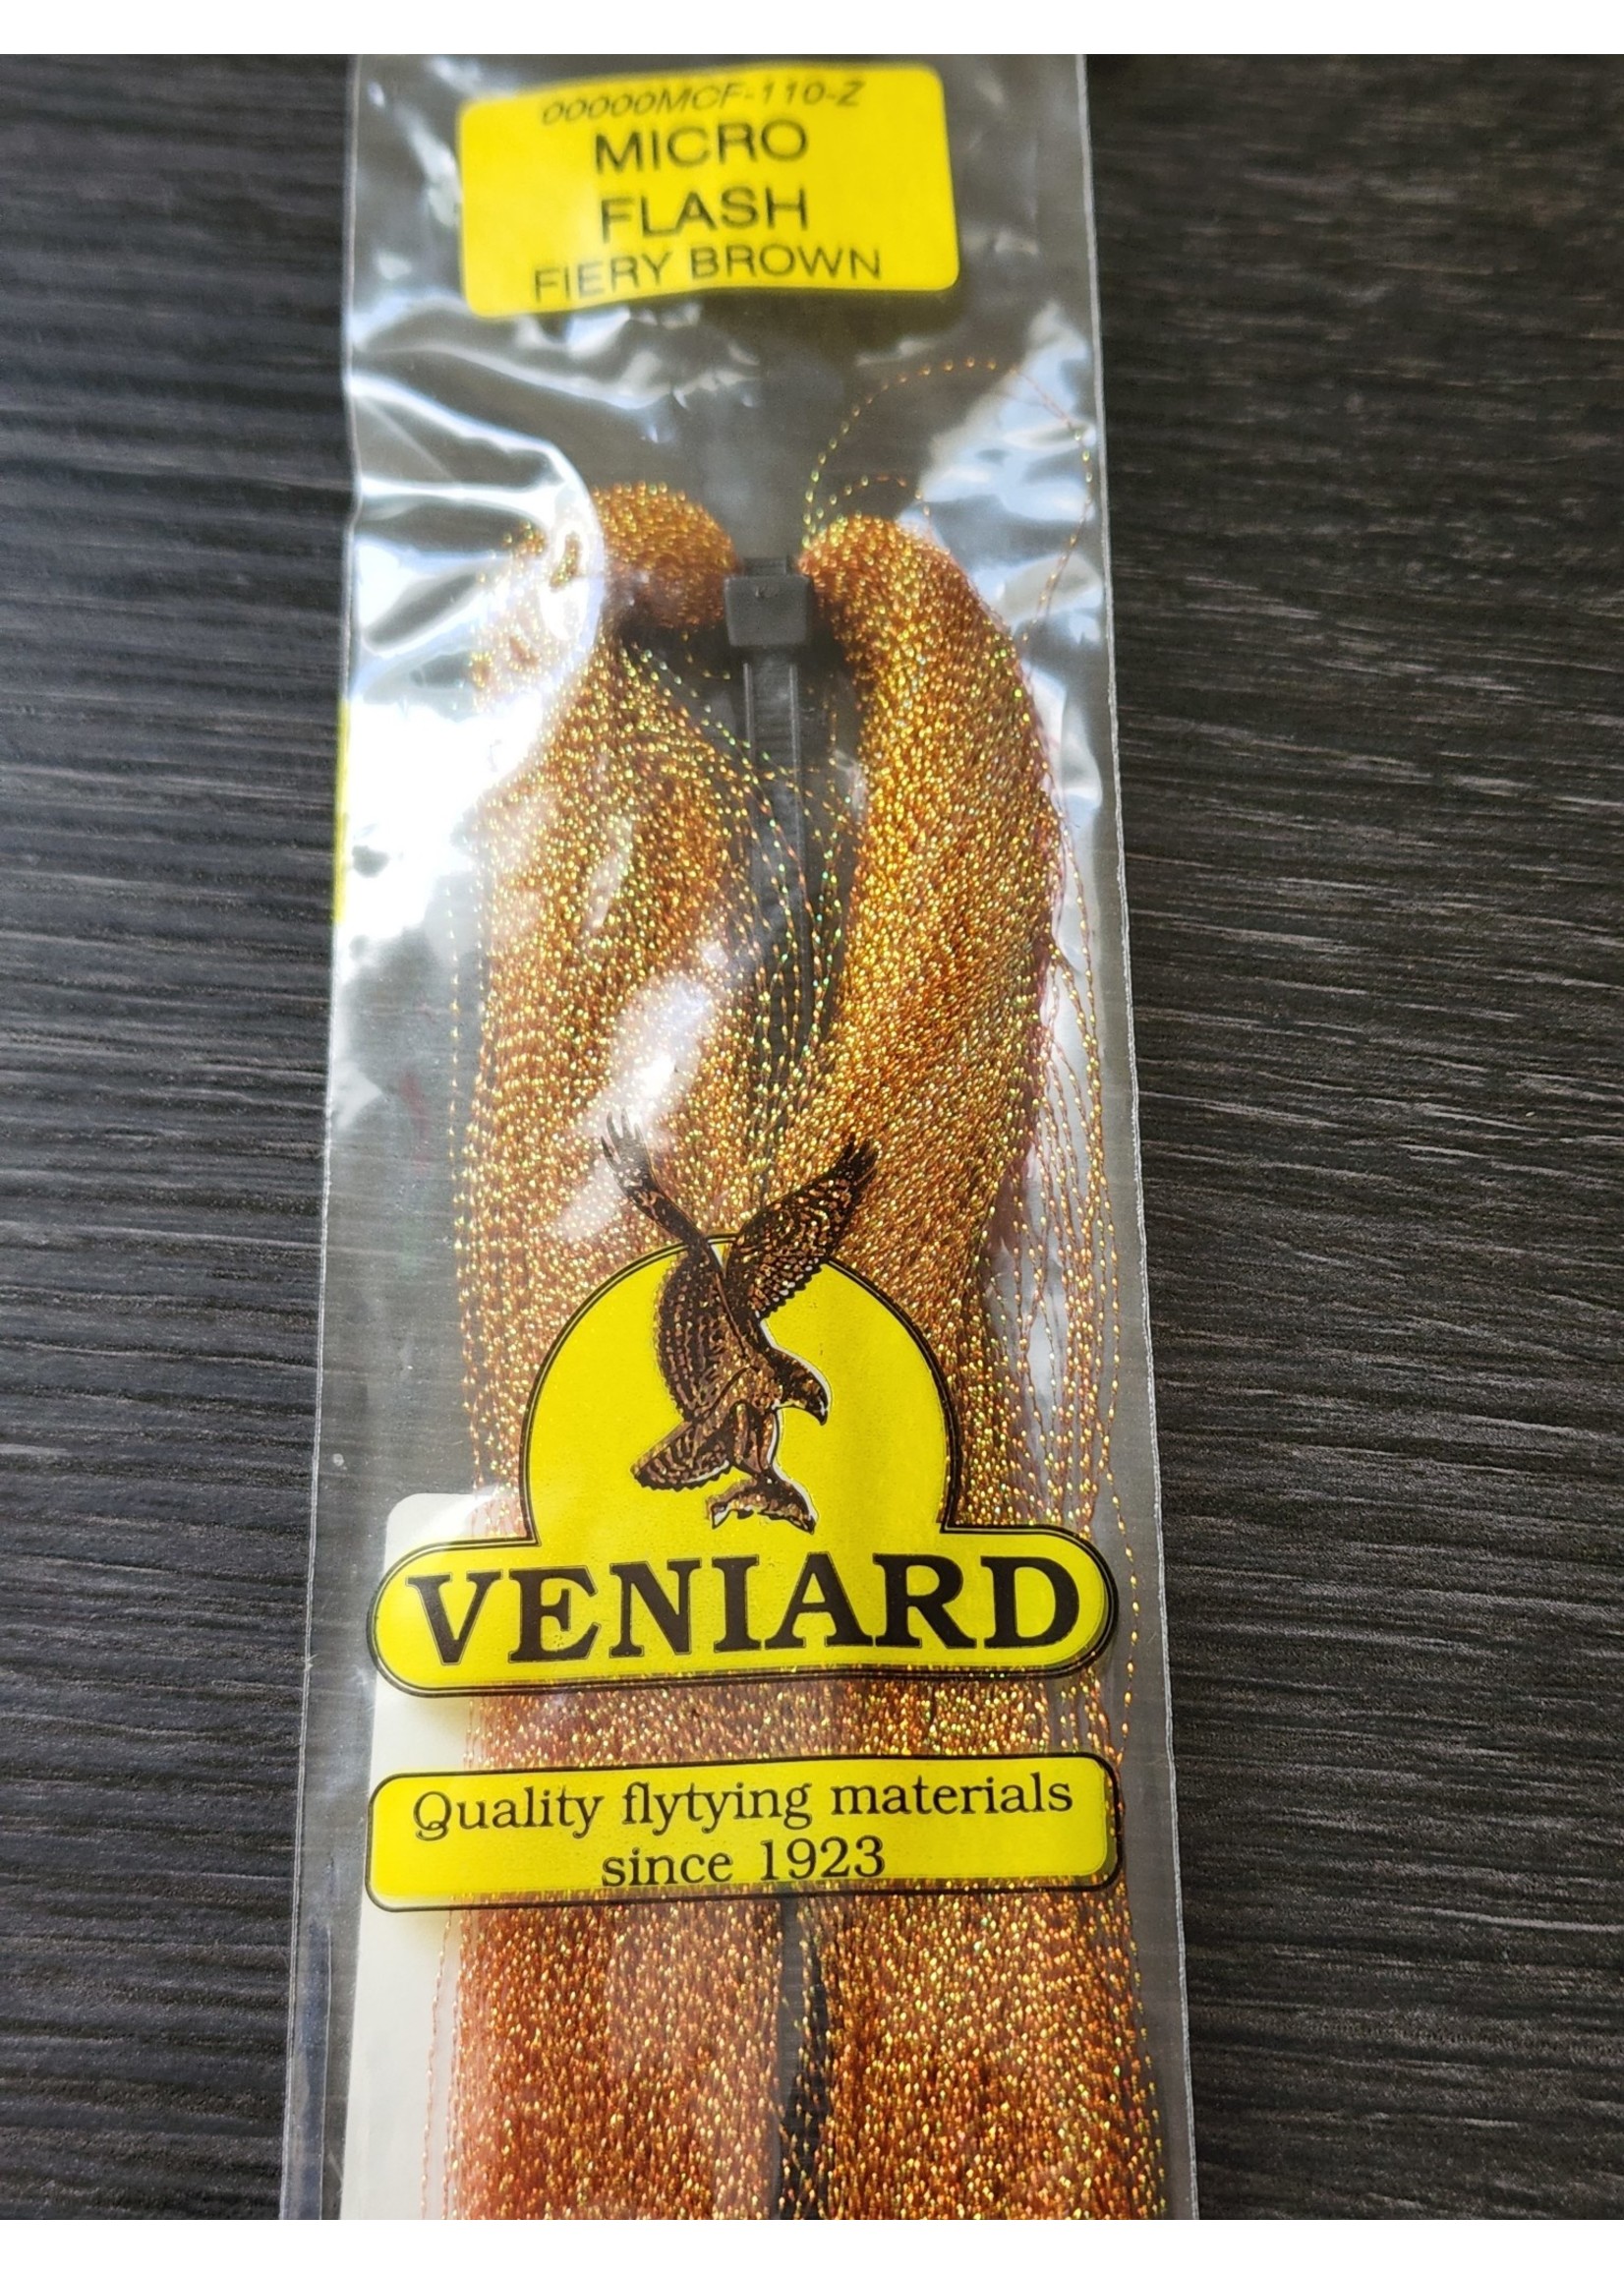 00000MCF-110-Z
MICRO
FLASH
FIERY BROWN
VENIARD
Quality flytying materials
since 1923